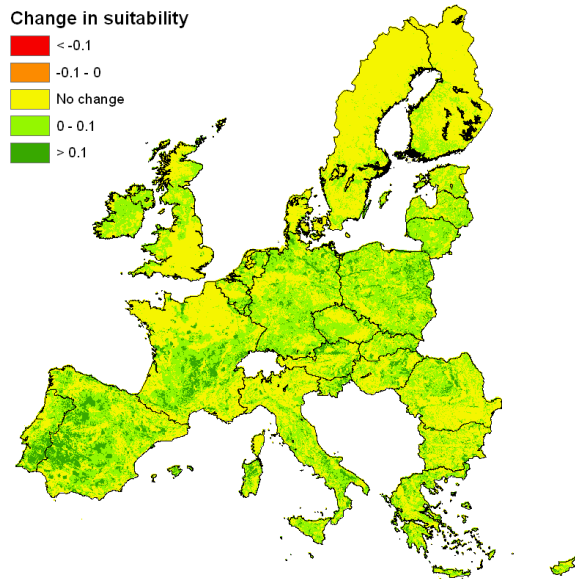 Change in suitability
< -0.1
-0.1 - 0
No change
0 - 0.1
> 0.1